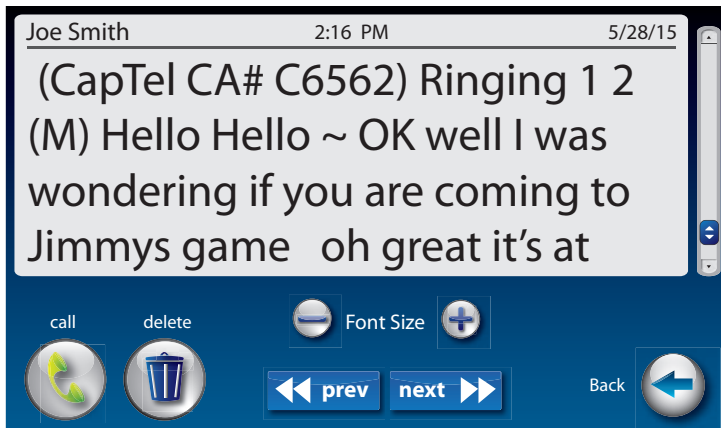 Joe Smith 2:16 PM 5/28/15
(CapTel CA# C6562) Ringing 1 2
(M) Hello Hello ~ OK well I was
wondering if you are coming to
Jimmys game oh great it's at
call delete Font Size
prev next Back